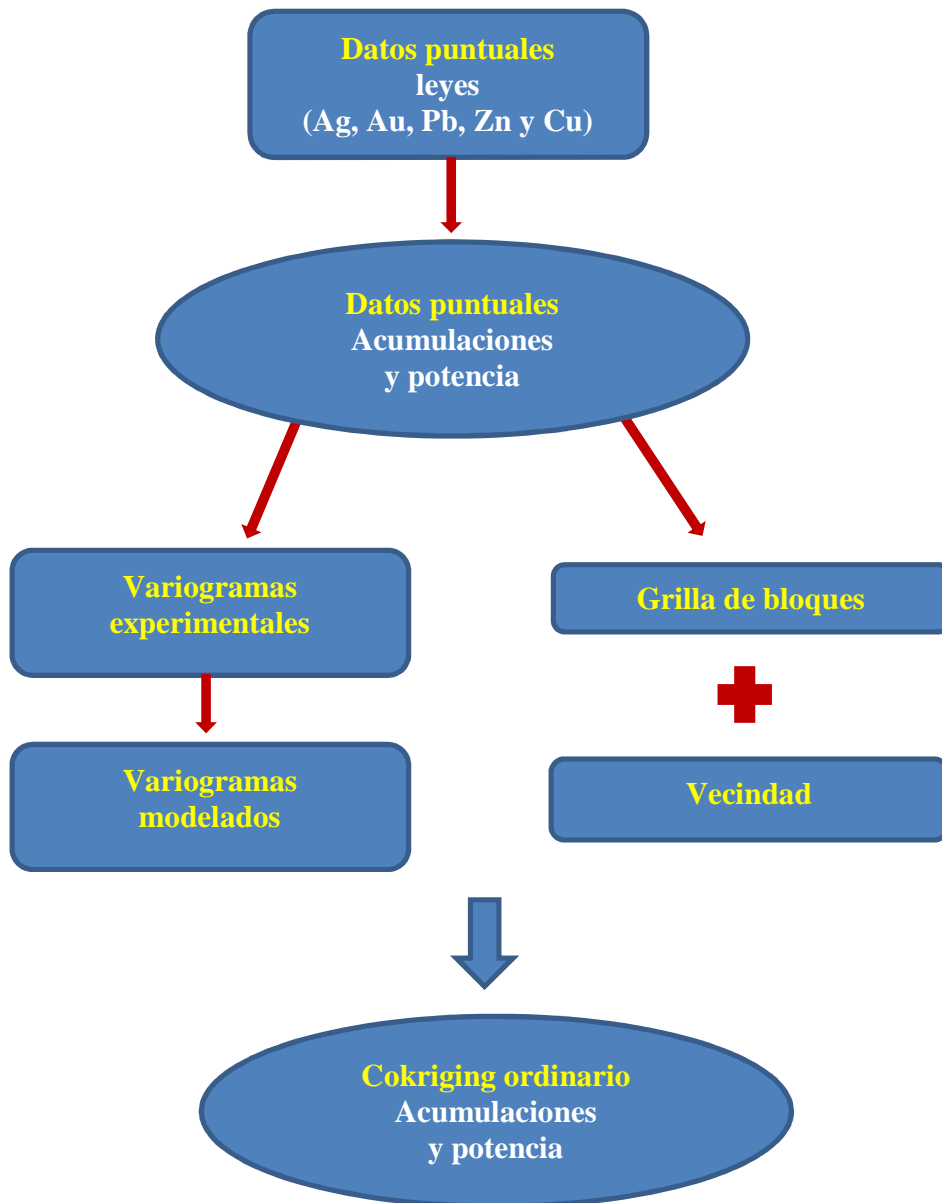 Datos puntuales
leyes
(Ag, Au, Pb, Zn y Cu)
Datos puntuales
Acumulaciones
y potencia
Variogramas
experimentales
Grilla de bloques
Variogramas
modelados
Vecindad
Cokriging ordinario
Acumulaciones
y potencia